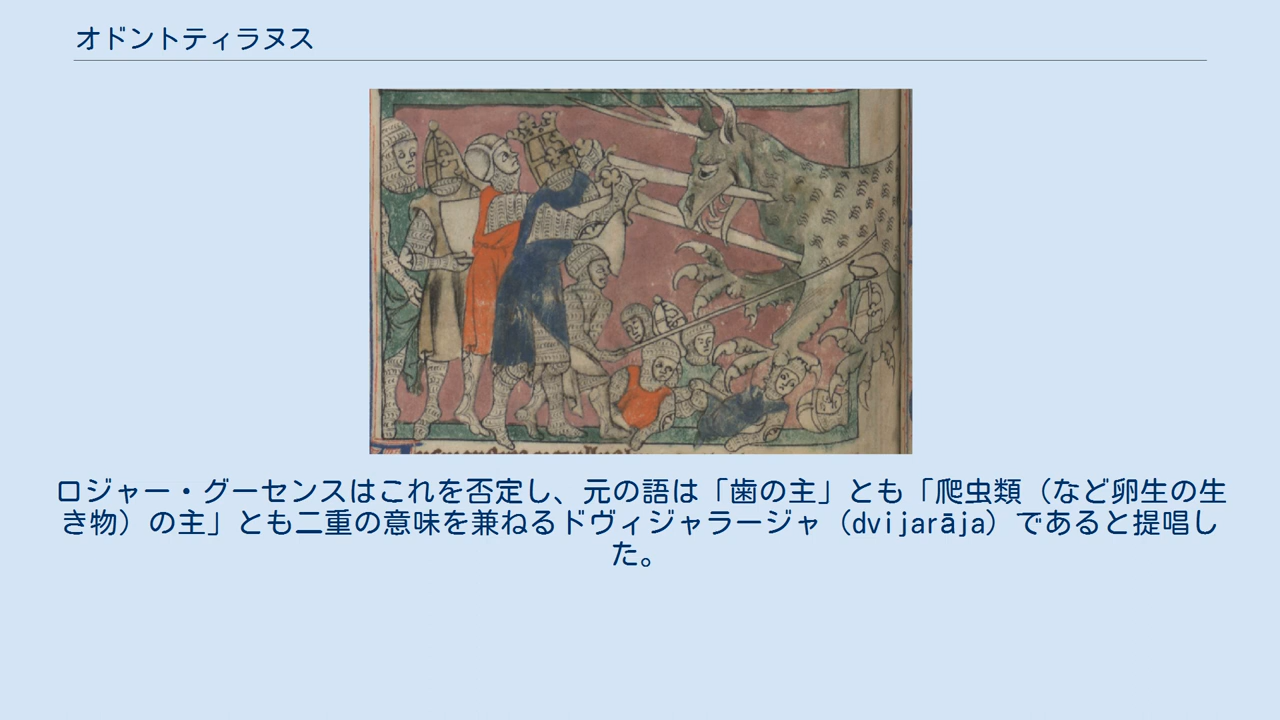 オドントティラヌス
ロジャー・グーセンスはこれを否定し、元の語は「歯の主」とも「爬虫類（など卵生の生
き物）の主」とも二重の意味を兼ねるドヴィジャラージャ（dvijarāja）であると提唱し
た。